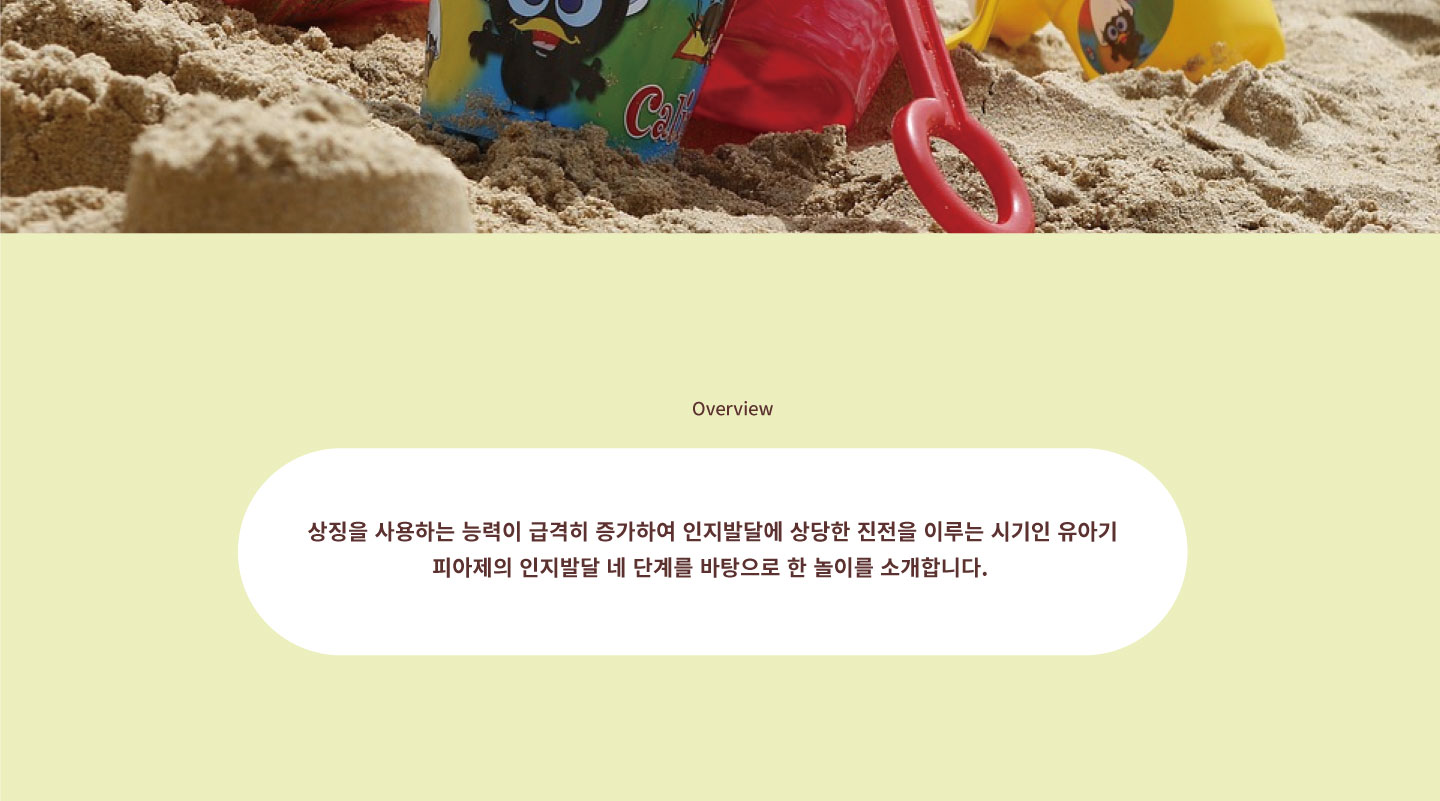 Cali
Overview
상징을 사용하는 능력이 급격히 증가하여 인지발달에 상당한 진전을 이루는 시기인 유아기
피아제의 인지발달 네 단계를 바탕으로 한 놀이를 소개합니다.